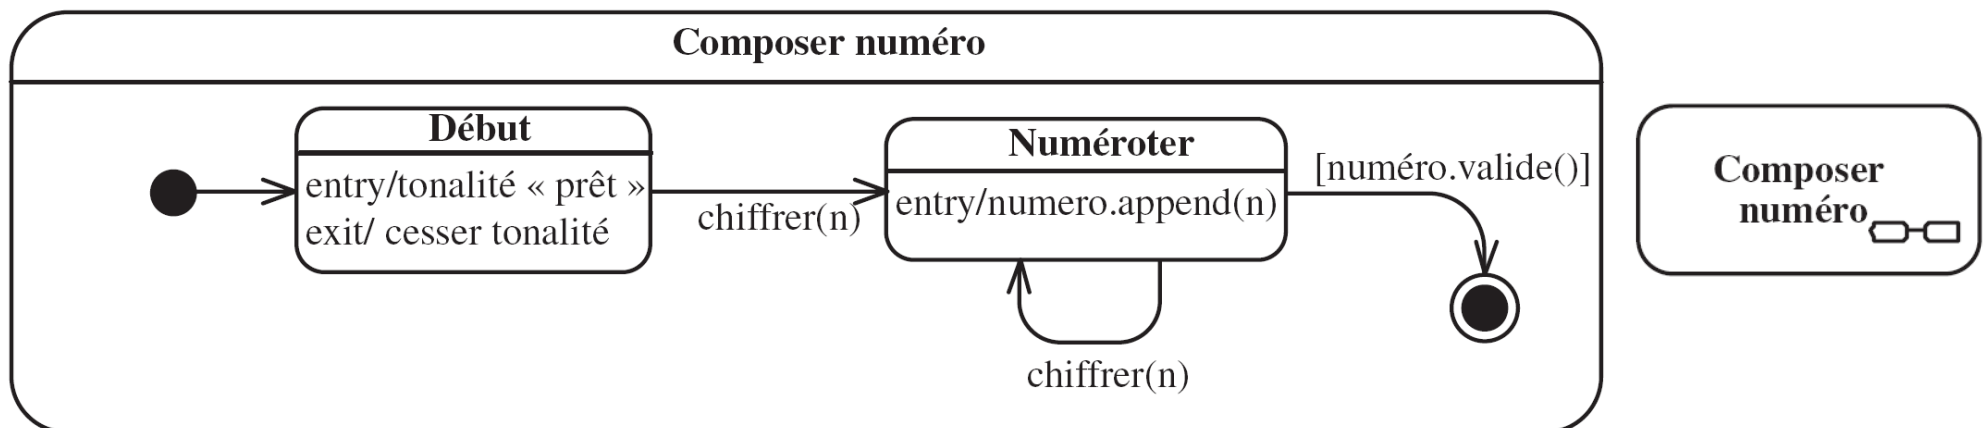 Composer numéro
Début
entry/tonalité « prêt »
exit/ cesser tonalité
chiffrer(n)
Numéroter
entry/numero.append(n)
chiffrer(n)
[numéro.valide()]
Composer
numéro